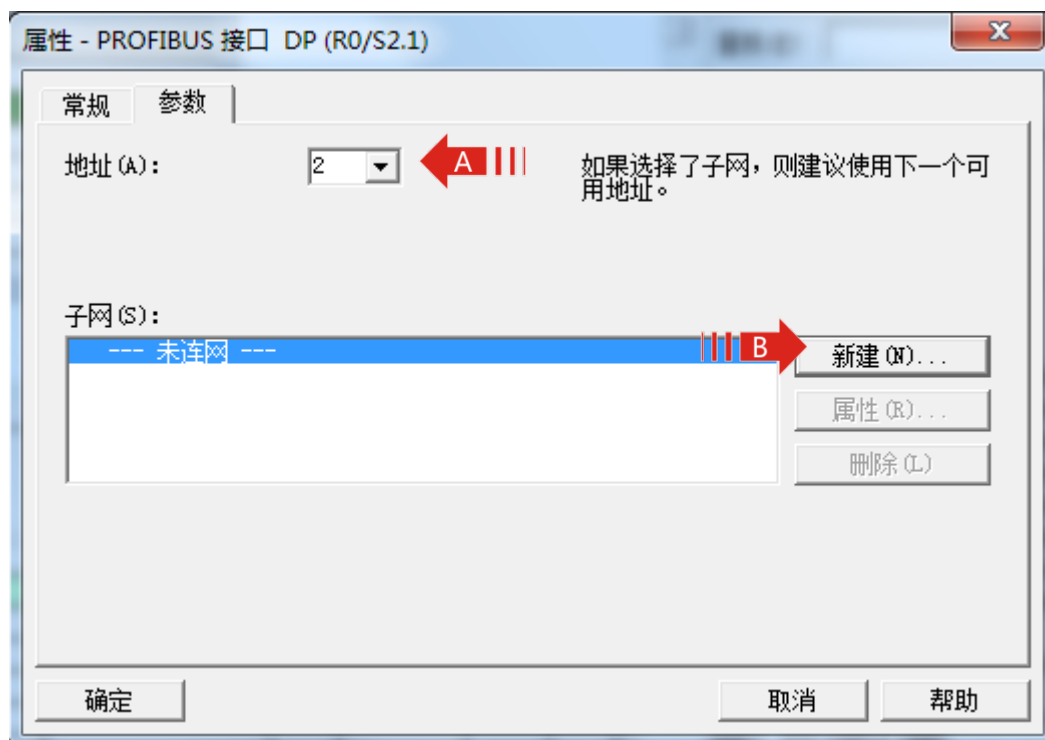 属性 - PROFIBUS 接口 DP (R0/S2.1)
常规 参数
地址(A): 2 A 如果选择了子网，则建议使用下一个可
用地址。
子网(S):
--- 未连网 --- B 新建(N)...
属性(R)...
删除(L)
确定 取消 帮助